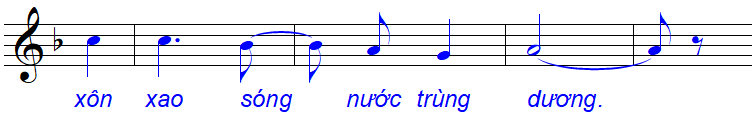 xôn xao sóng nước trùng dương.